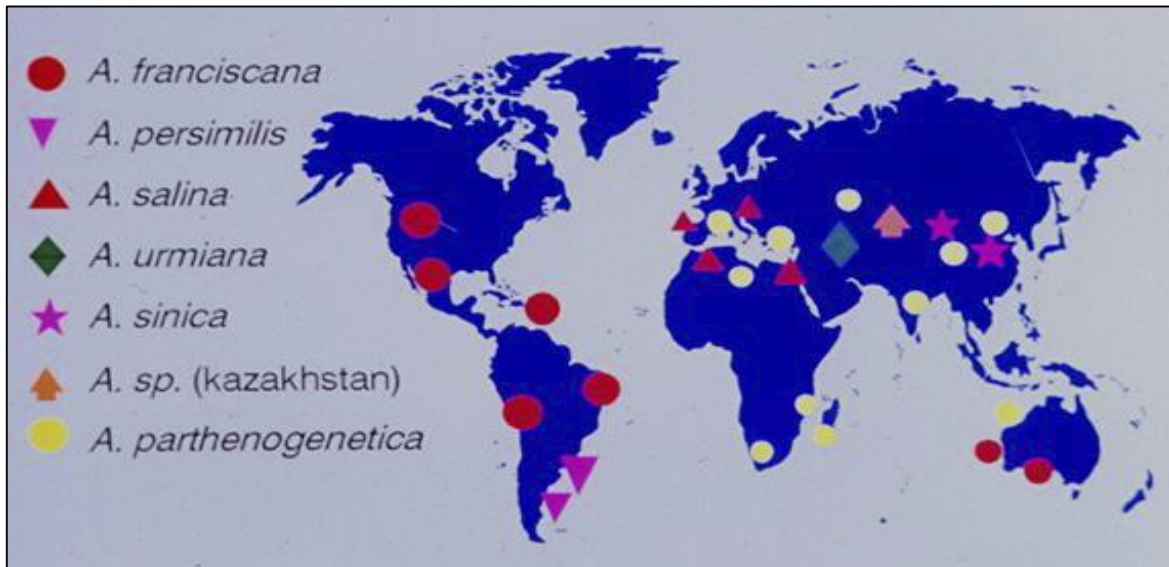 A. franciscana
A. persimilis
A. salina
A. urmiana
A. sinica
A. sp. (kazakhstan)
A. parthenogenetica